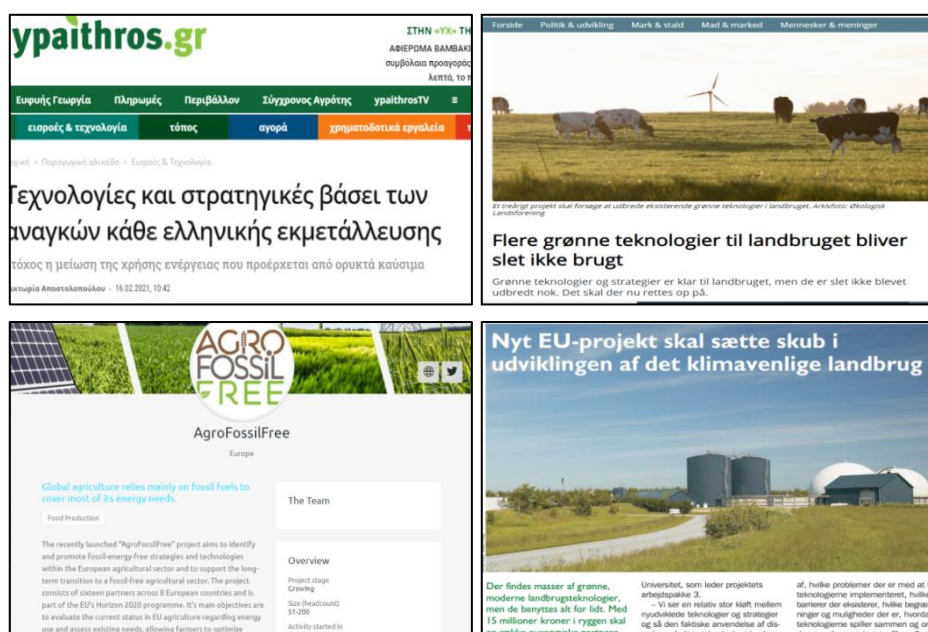 ypaithros.gr
ΣΤΗΝ «ΥΧ» ΤΗ
ΑΦΙΕΡΩΜΑ ΒΑΜΒΑΚΙ
συμβόλαια προαγοράς
λεπτά, το
Ευφυής Γεωργία Πληρωμές Περιβάλλον Σύγχρονος Αγρότης ypaithrosTV
εισροές & τεχνολογία τόπος αγορά χρηματοδοτικά εργαλεία
Παραγωγική αλυσίδα Εισροές & Τεχνολογία
Τεχνολογίες και στρατηγικές βάσει των
αναγκών κάθε ελληνικής εκμετάλλευσης
τόχος η μείωση της χρήσης ενέργειας που προέρχεται από ορυκτά καύσιμα
Αποστολοπούλου - 16.02.2021, 10:42
Forside Politik & udvikling Mark & stald Mad & marked Mennesker & meninger
Et treårigt projekt skal forsøge at udbrede eksisterende grønne teknologier i landbruget. Arkivfoto: Økologisk
Landsforening
Flere grønne teknologier til landbruget bliver
slet ikke brugt
Grønne teknologier og strategier er klar til landbruget, men de er slet ikke blevet
udbredt nok. Det skal der nu rettes op på.
AGRO
FOSSIL
FREE
AgroFossilFree
Europe
Global agriculture relies mainly on fossil fuels to
cover most of its energy needs.
Food Production
The recently launched "AgroFossilFree" project aims to identify
and promote fossil-energy-free strategies and technologies
within the European agricultural sector and to support the long-
term transition to a fossil-free agricultural sector. The project
consists of sixteen partners across 8 European countries and is
part of the EU's Horizon 2020 programme. It's main objectives are
to evaluate the current status in EU agriculture regarding energy
use and assess existing needs, allowing farmers to optimize
The Team
Overview
Project stage
Growing
Size (headcount)
51-200
Activity started in
Nyt EU-projekt skal sætte skub i
udviklingen af det klimavenlige landbrug
Der findes masser af grønne,
moderne landbrugsteknologier,
men de benyttes alt for lidt. Med
15 millioner kroner i ryggen skal
Universitet, som leder projektets
arbejdspakke 3.
– Vi ser en relativ stor kløft mellem
nyudviklede teknologier og strategier
og så den faktiske anvendelse af dis-
af, hvilke problemer der er med at
teknologierne implementeret, hvilke
barrierer der eksisterer, hvilke begræ
ninger og muligheder der er, hvorda
teknologierne spiller sammen og